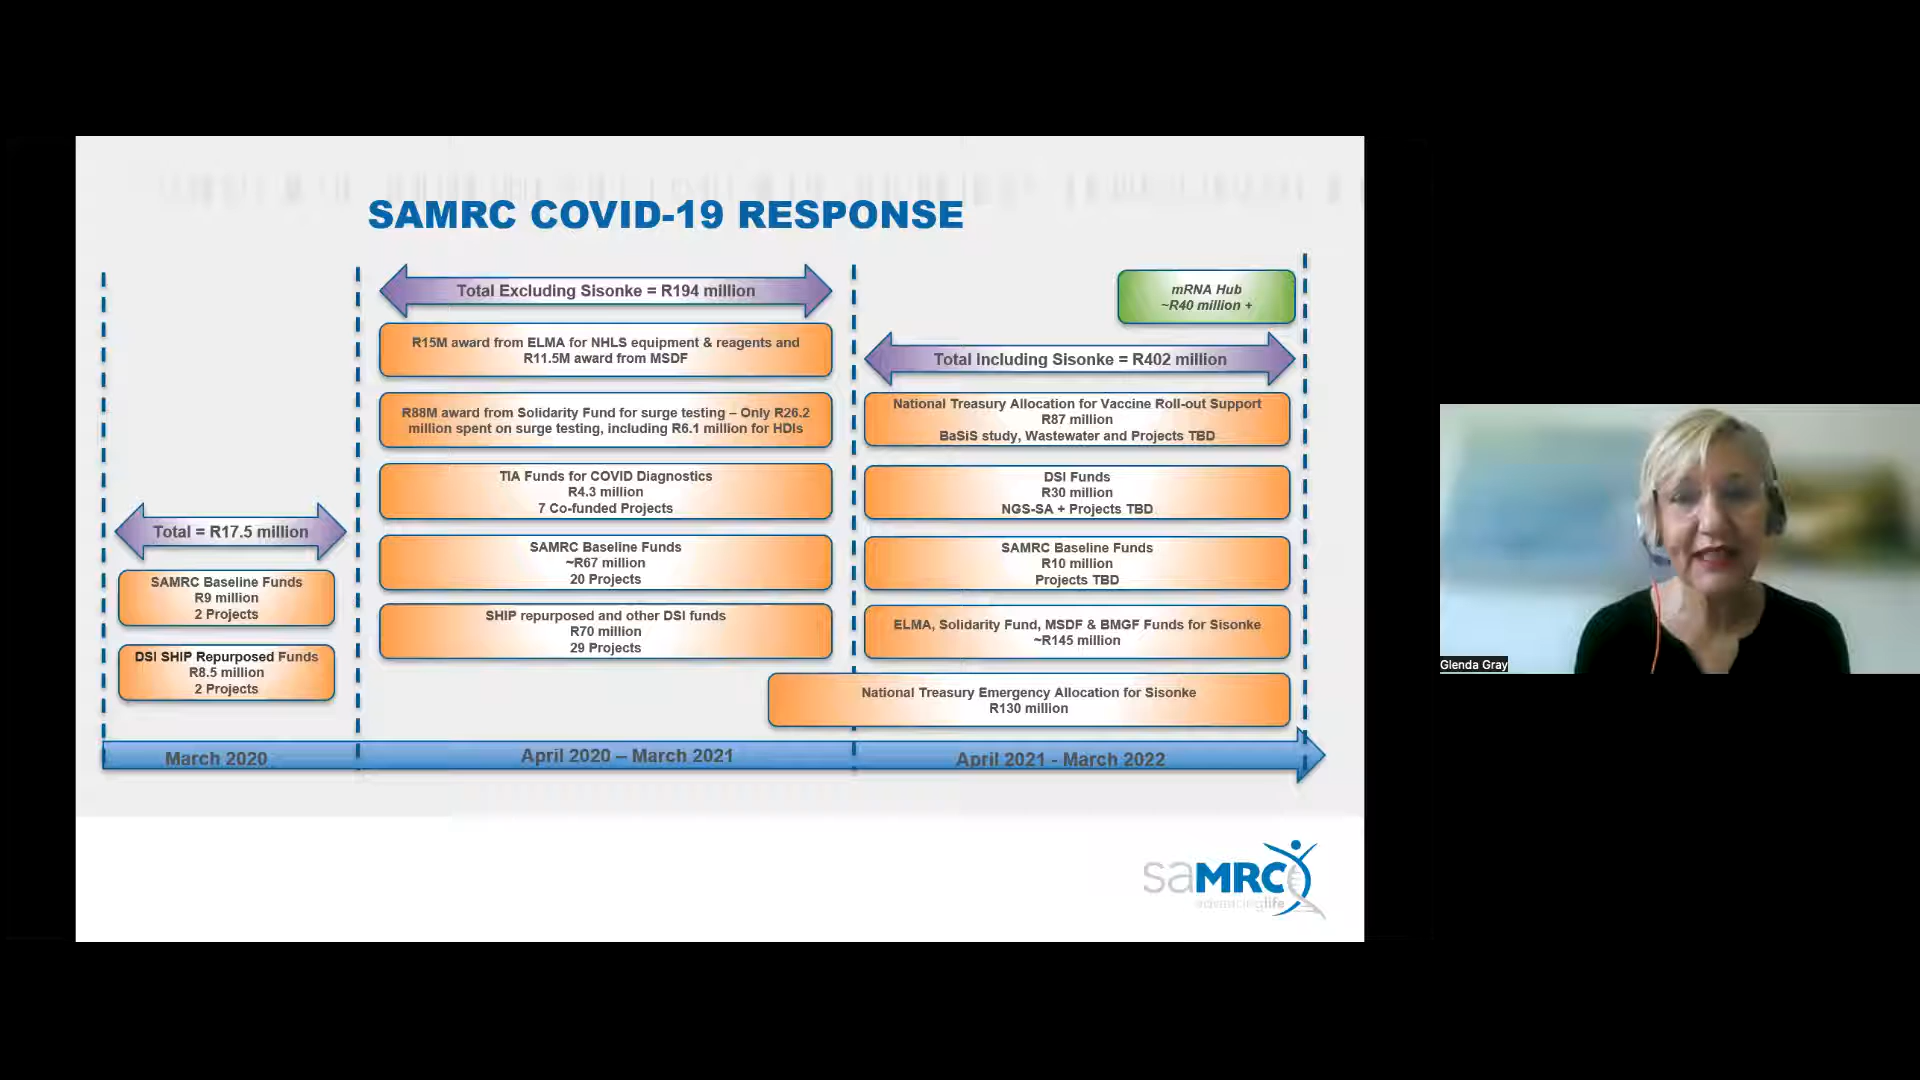 SAMRC COVID-19 RESPONSE
Total = R17.5 million
SAMRC Baseline Funds
R9 million
2 Projects
DSI SHIP Repurposed Funds
R8.5 million
2 Projects
Total Excluding Sisonke = R194 million
R15M award from ELMA for NHLS equipment & reagents and
R11.5M award from MSDF
R88M award from Solidarity Fund for surge testing – Only R26.2
million spent on surge testing, including R6.1 million for HDIs
TIA Funds for COVID Diagnostics
R4.3 million
7 Co-funded Projects
SAMRC Baseline Funds
~R67 million
20 Projects
SHIP repurposed and other DSI funds
R70 million
29 Projects
mRNA Hub
~R40 million +
Total Including Sisonke = R402 million
National Treasury Allocation for Vaccine Roll-out Support
R87 million
BaSiS study, Wastewater and Projects TBD
DSI Funds
R30 million
NGS-SA + Projects TBD
SAMRC Baseline Funds
R10 million
Projects TBD
ELMA, Solidarity Fund, MSDF & BMGF Funds for Sisonke
~R145 million
National Treasury Emergency Allocation for Sisonke
R130 million
March 2020
April 2020 – March 2021
April 2021 - March 2022
saMRC
advancinglife
Glenda Gray